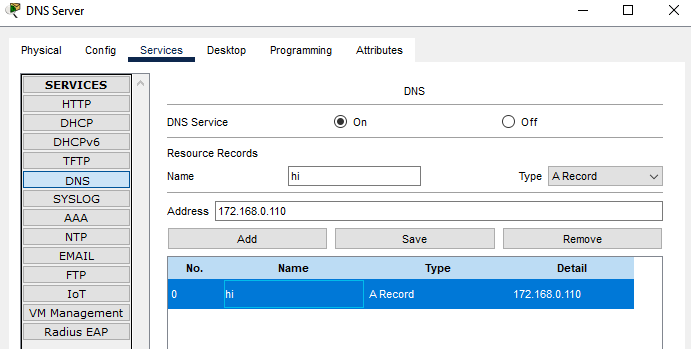 DNS Server
Physical Config Services Desktop Programming Attributes
SERVICES
HTTP
DHCP
DHCPv6
TFTP
DNS
SYSLOG
AAA
NTP
EMAIL
FTP
IoT
VM Management
Radius EAP
DNS
DNS Service On Off
Resource Records
Name hi Type A Record
Address 172.168.0.110
Add Save Remove
No. Name Type Detail
0 hi A Record 172.168.0.110